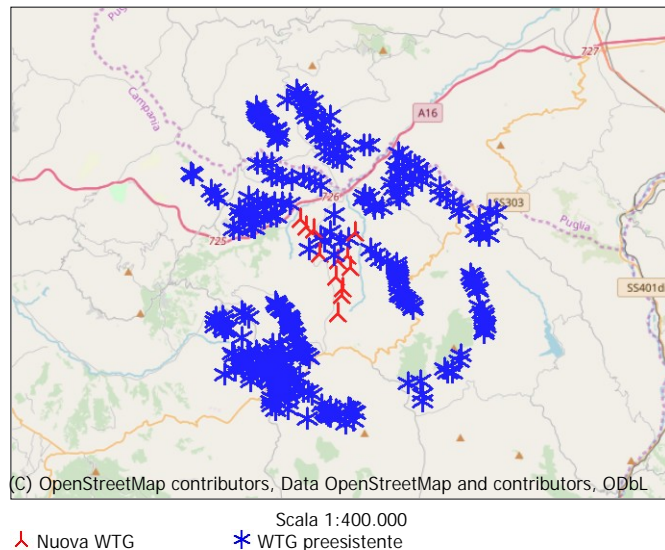 Pug
Campania
727
A16
SS303
726
725
Puglia
SS401d
(C) OpenStreetMap contributors, Data OpenStreetMap and contributors, ODbL
Scala 1:400.000
Nuova WTG
WTG preesistente